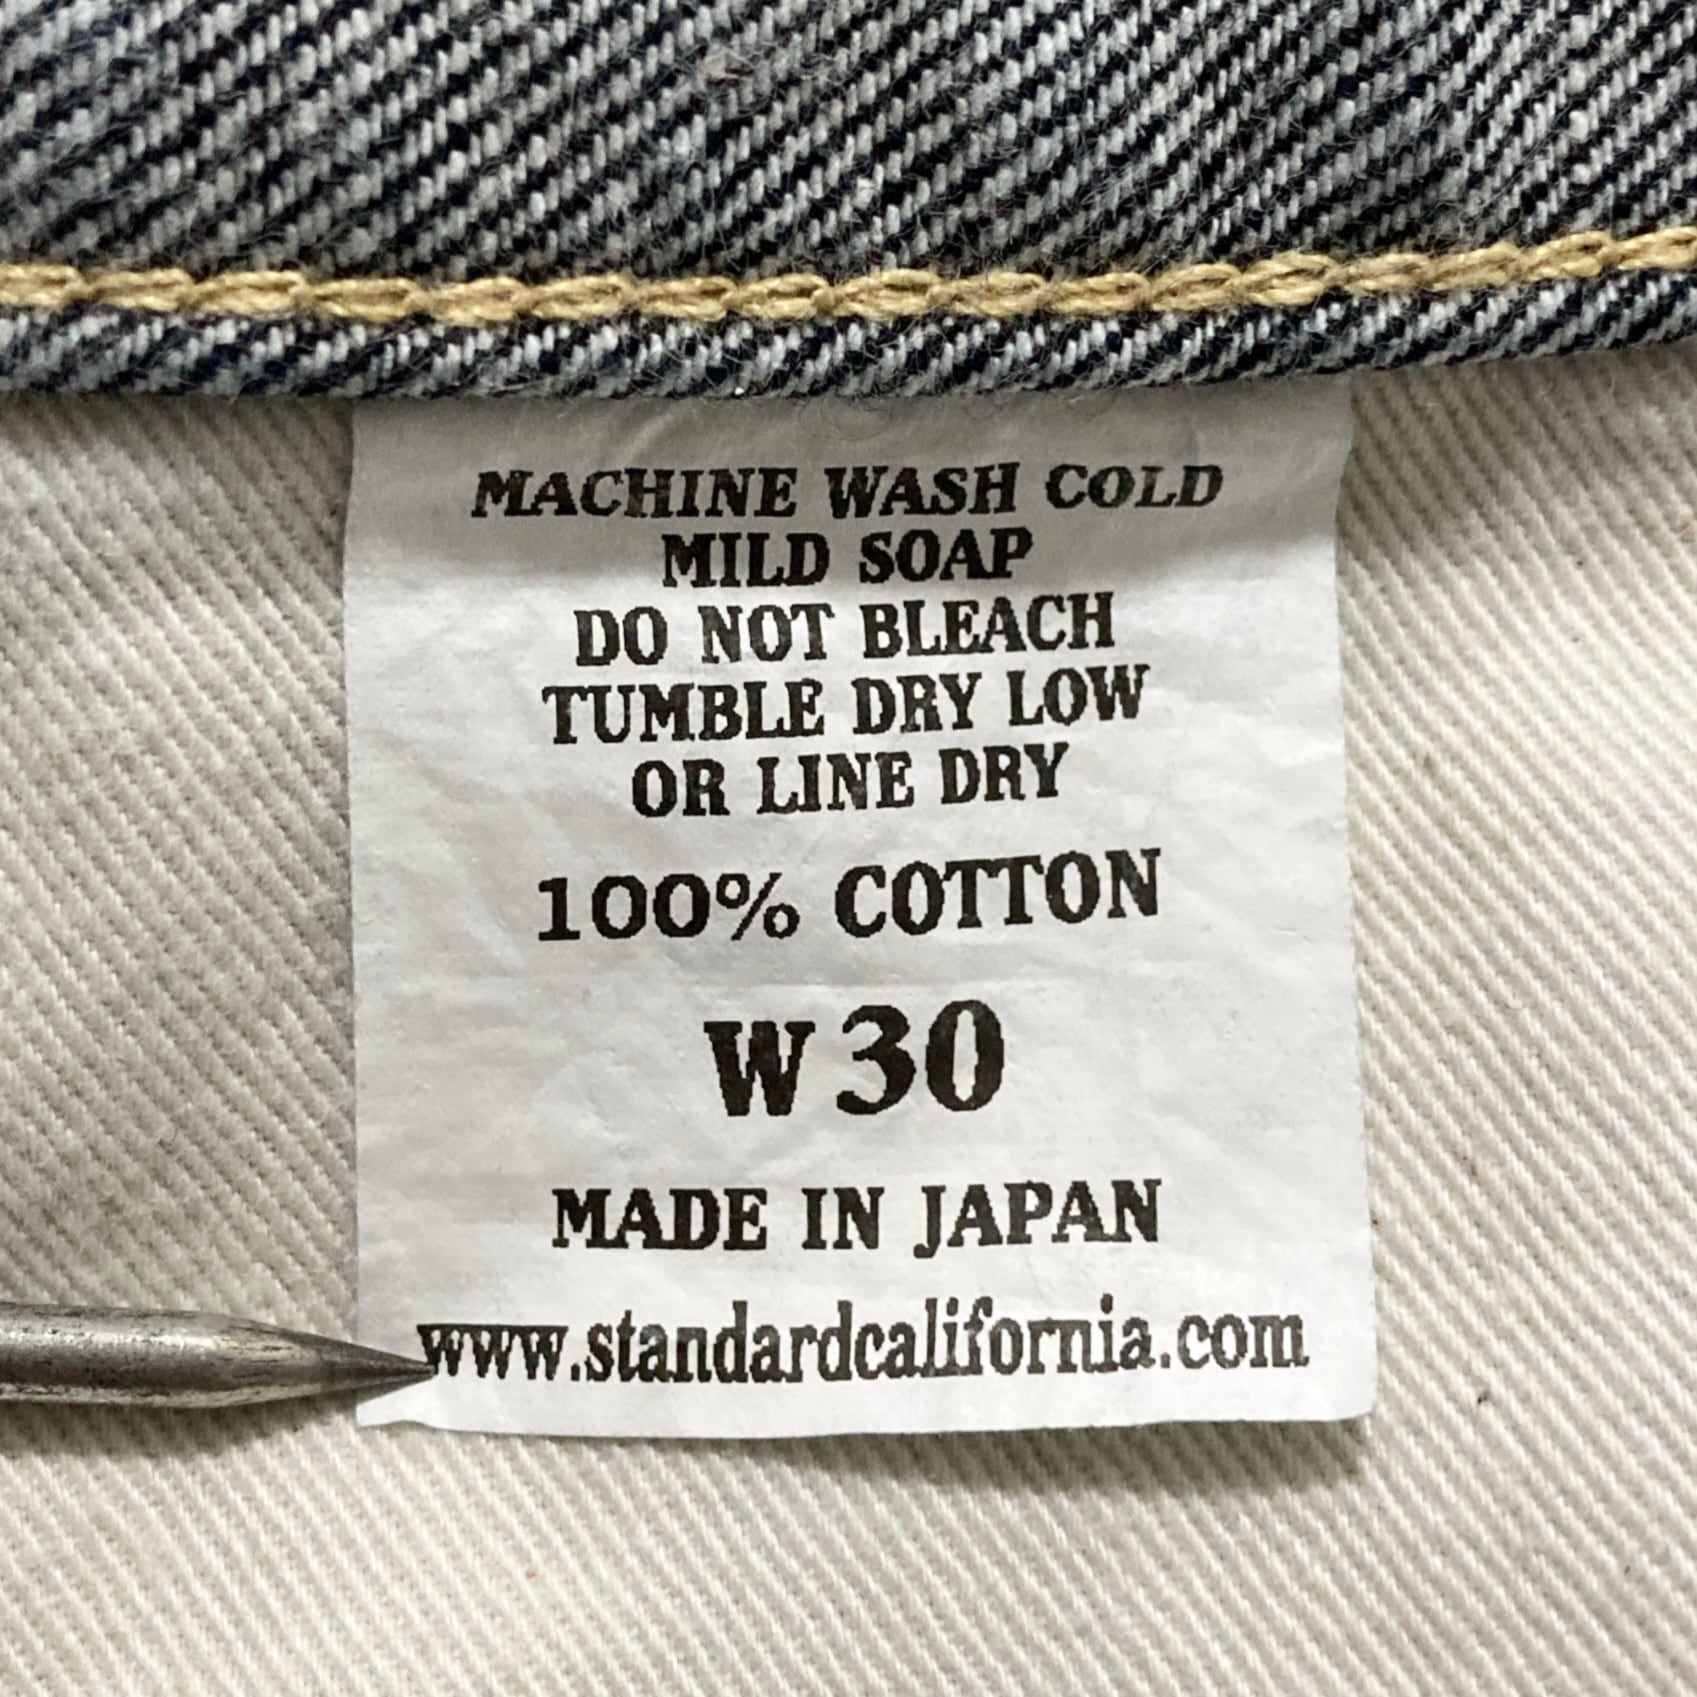 MACHINE WASH COLD
MILD SOAP
DO NOT BLEACH
TUMBLE DRY LOW
OR LINE DRY
100% COTTON
W 30
MADE IN JAPAN
www.standardcalifornia.com